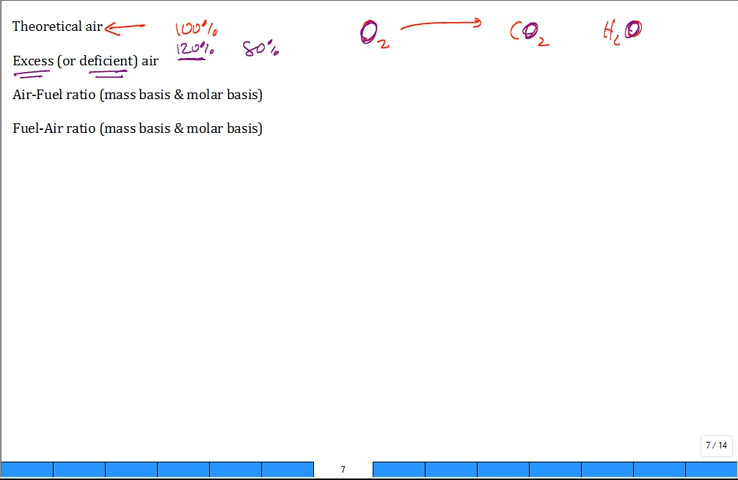 Theoretical air ← 100% O₂ → CO₂ H₂O
120% 80%
Excess (or deficient) air
Air-Fuel ratio (mass basis & molar basis)
Fuel-Air ratio (mass basis & molar basis)
7 / 14
7